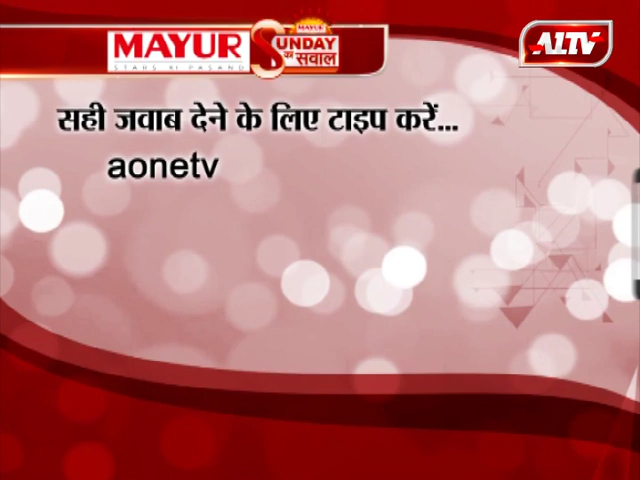 MAYUR
STARS KI PASAND
MAYUR
SUNDAY
का सवाल
A1TV
सही जवाब देने के लिए टाइप करें...
aonetv